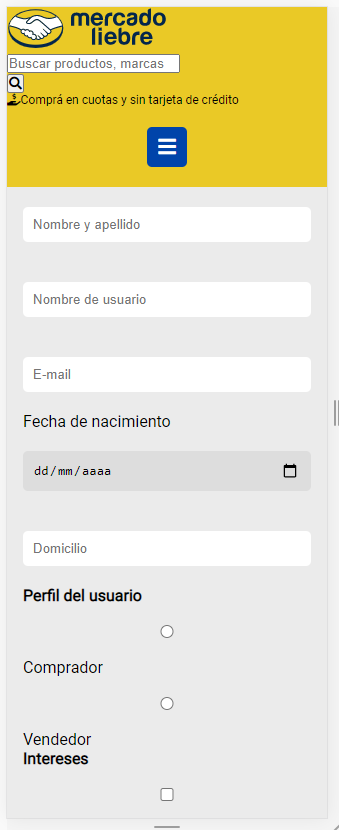 mercado
liebre
Buscar productos, marcas
Comprá en cuotas y sin tarjeta de crédito
Nombre y apellido
Nombre de usuario
E-mail
Fecha de nacimiento
dd/mm/aaaa
Domicilio
Perfil del usuario
Comprador
Vendedor
Intereses